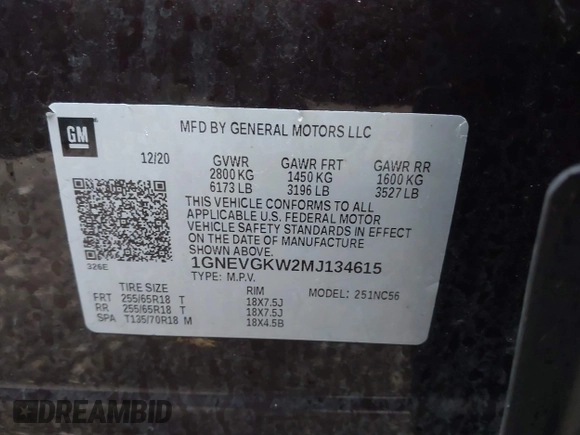 GM
MFD BY GENERAL MOTORS LLC
12/20 GVWR GAWR FRT GAWR RR
2800 KG 1450 KG 1600 KG
6173 LB 3196 LB 3527 LB
THIS VEHICLE CONFORMS TO ALL
APPLICABLE U.S. FEDERAL MOTOR
VEHICLE SAFETY STANDARDS IN EFFECT
ON THE DATE OF MANUFACTURE
SHOWN ABOVE.
326E
1GNEVGKW2MJ134615
TYPE: M.P.V. MODEL: 251NC56
TIRE SIZE RIM
FRT 255/65R18 T 18X7.5J
RR 255/65R18 T 18X7.5J
SPA T135/70R18 M 18X4.5B
DREAMBID